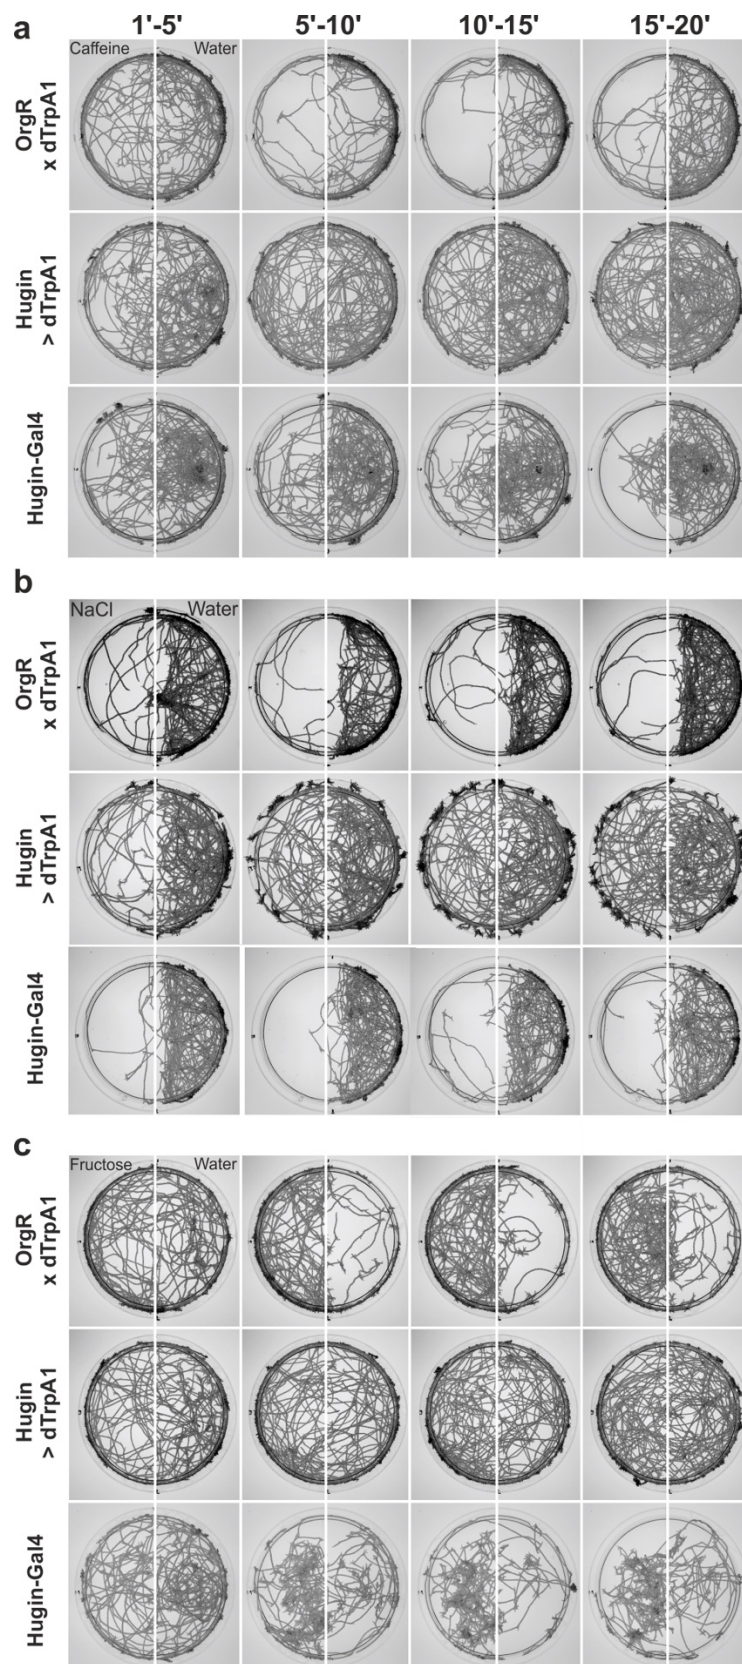 a
1'-5' 5'-10' 10'-15' 15'-20'
Caffeine Water
OrgR
x dTrpA1
Hugin
> dTrpA1
Hugin-Gal4
b
NaCl Water
OrgR
x dTrpA1
Hugin
> dTrpA1
Hugin-Gal4
c
Fructose Water
OrgR
x dTrpA1
Hugin
> dTrpA1
Hugin-Gal4